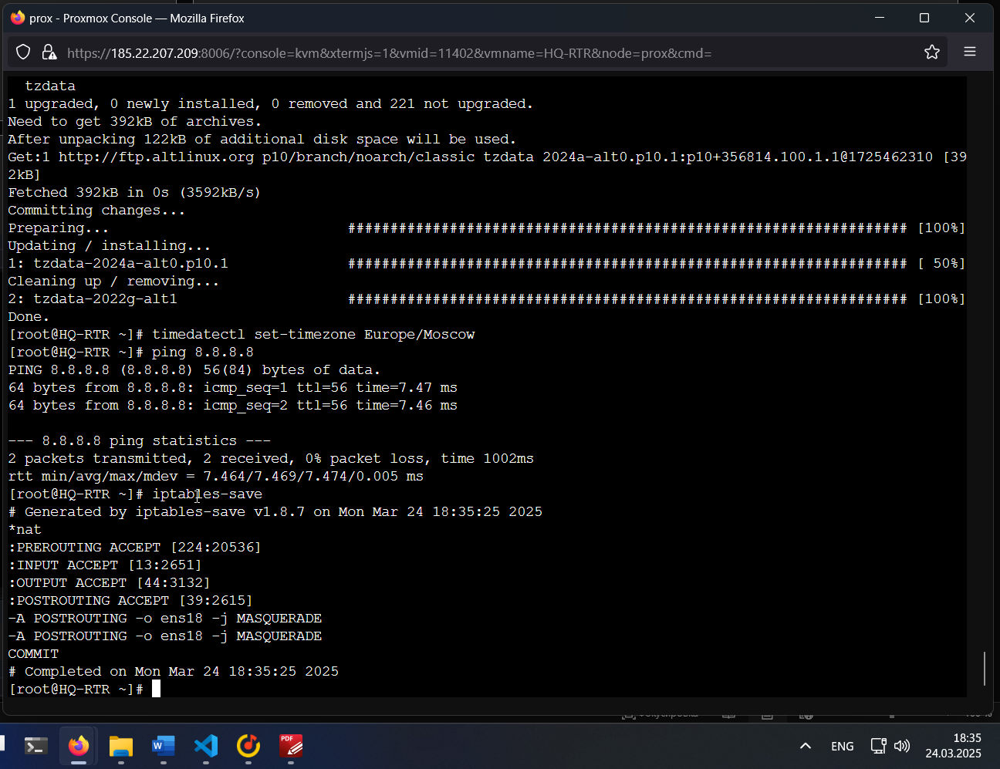 prox - Proxmox Console — Mozilla Firefox
https://185.22.207.209:8006/?console=kvm&xtermjs=1&vmid=11402&vmname=HQ-RTR&node=prox&cmd=
  tzdata
1 upgraded, 0 newly installed, 0 removed and 221 not upgraded.
Need to get 392kB of archives.
After unpacking 122kB of additional disk space will be used.
Get:1 http://ftp.altlinux.org p10/branch/noarch/classic tzdata 2024a-alt0.p10.1:p10+356814.100.1.1@1725462310 [39
2kB]
Fetched 392kB in 0s (3592kB/s)
Committing changes...
Preparing... ################################################################## [100%]
Updating / installing...
1: tzdata-2024a-alt0.p10.1 ################################################################## [ 50%]
Cleaning up / removing...
2: tzdata-2022g-alt1 ################################################################## [100%]
Done.
[root@HQ-RTR ~]# timedatectl set-timezone Europe/Moscow
[root@HQ-RTR ~]# ping 8.8.8.8
PING 8.8.8.8 (8.8.8.8) 56(84) bytes of data.
64 bytes from 8.8.8.8: icmp_seq=1 ttl=56 time=7.47 ms
64 bytes from 8.8.8.8: icmp_seq=2 ttl=56 time=7.46 ms
--- 8.8.8.8 ping statistics ---
2 packets transmitted, 2 received, 0% packet loss, time 1002ms
rtt min/avg/max/mdev = 7.464/7.469/7.474/0.005 ms
[root@HQ-RTR ~]# iptables-save
# Generated by iptables-save v1.8.7 on Mon Mar 24 18:35:25 2025
*nat
:PREROUTING ACCEPT [224:20536]
:INPUT ACCEPT [13:2651]
:OUTPUT ACCEPT [44:3132]
:POSTROUTING ACCEPT [39:2615]
-A POSTROUTING -o ens18 -j MASQUERADE
-A POSTROUTING -o ens18 -j MASQUERADE
COMMIT
# Completed on Mon Mar 24 18:35:25 2025
[root@HQ-RTR ~]#
W
PDF
ENG
18:35
24.03.2025